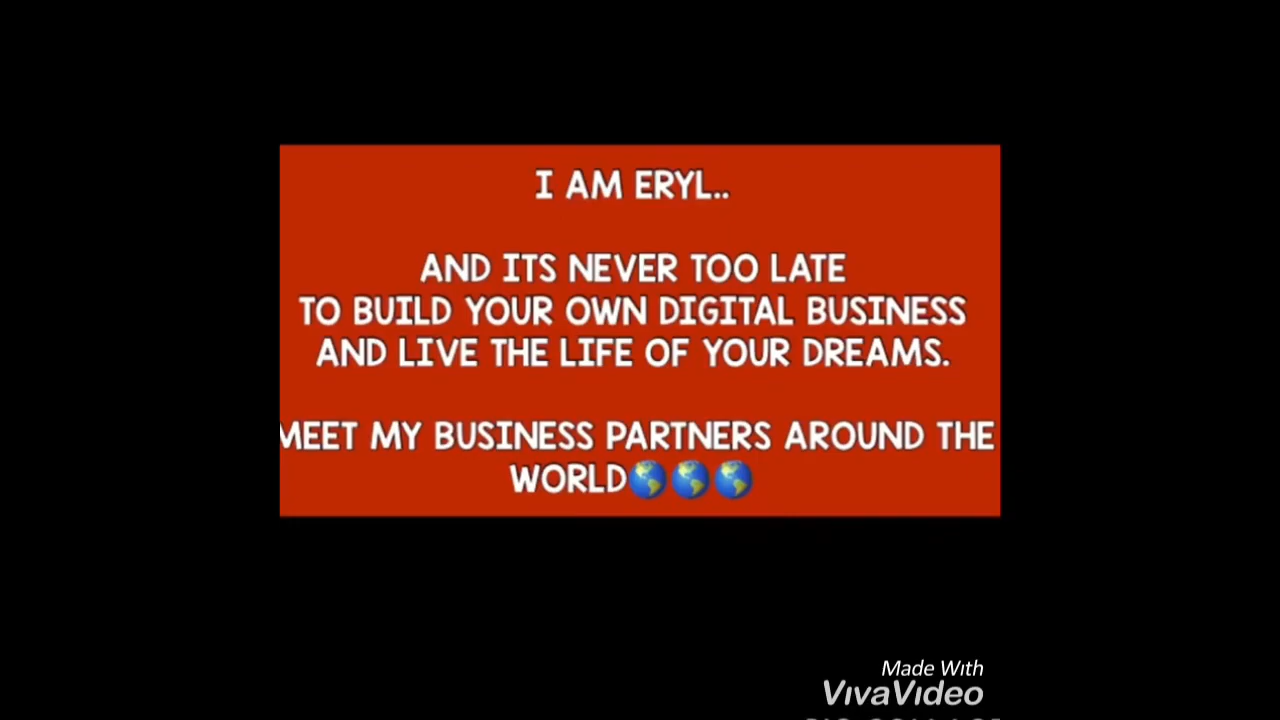 I AM ERYL..
AND ITS NEVER TOO LATE
TO BUILD YOUR OWN DIGITAL BUSINESS
AND LIVE THE LIFE OF YOUR DREAMS.
MEET MY BUSINESS PARTNERS AROUND THE
WORLD🌎🌎🌎
Made With
VivaVideo